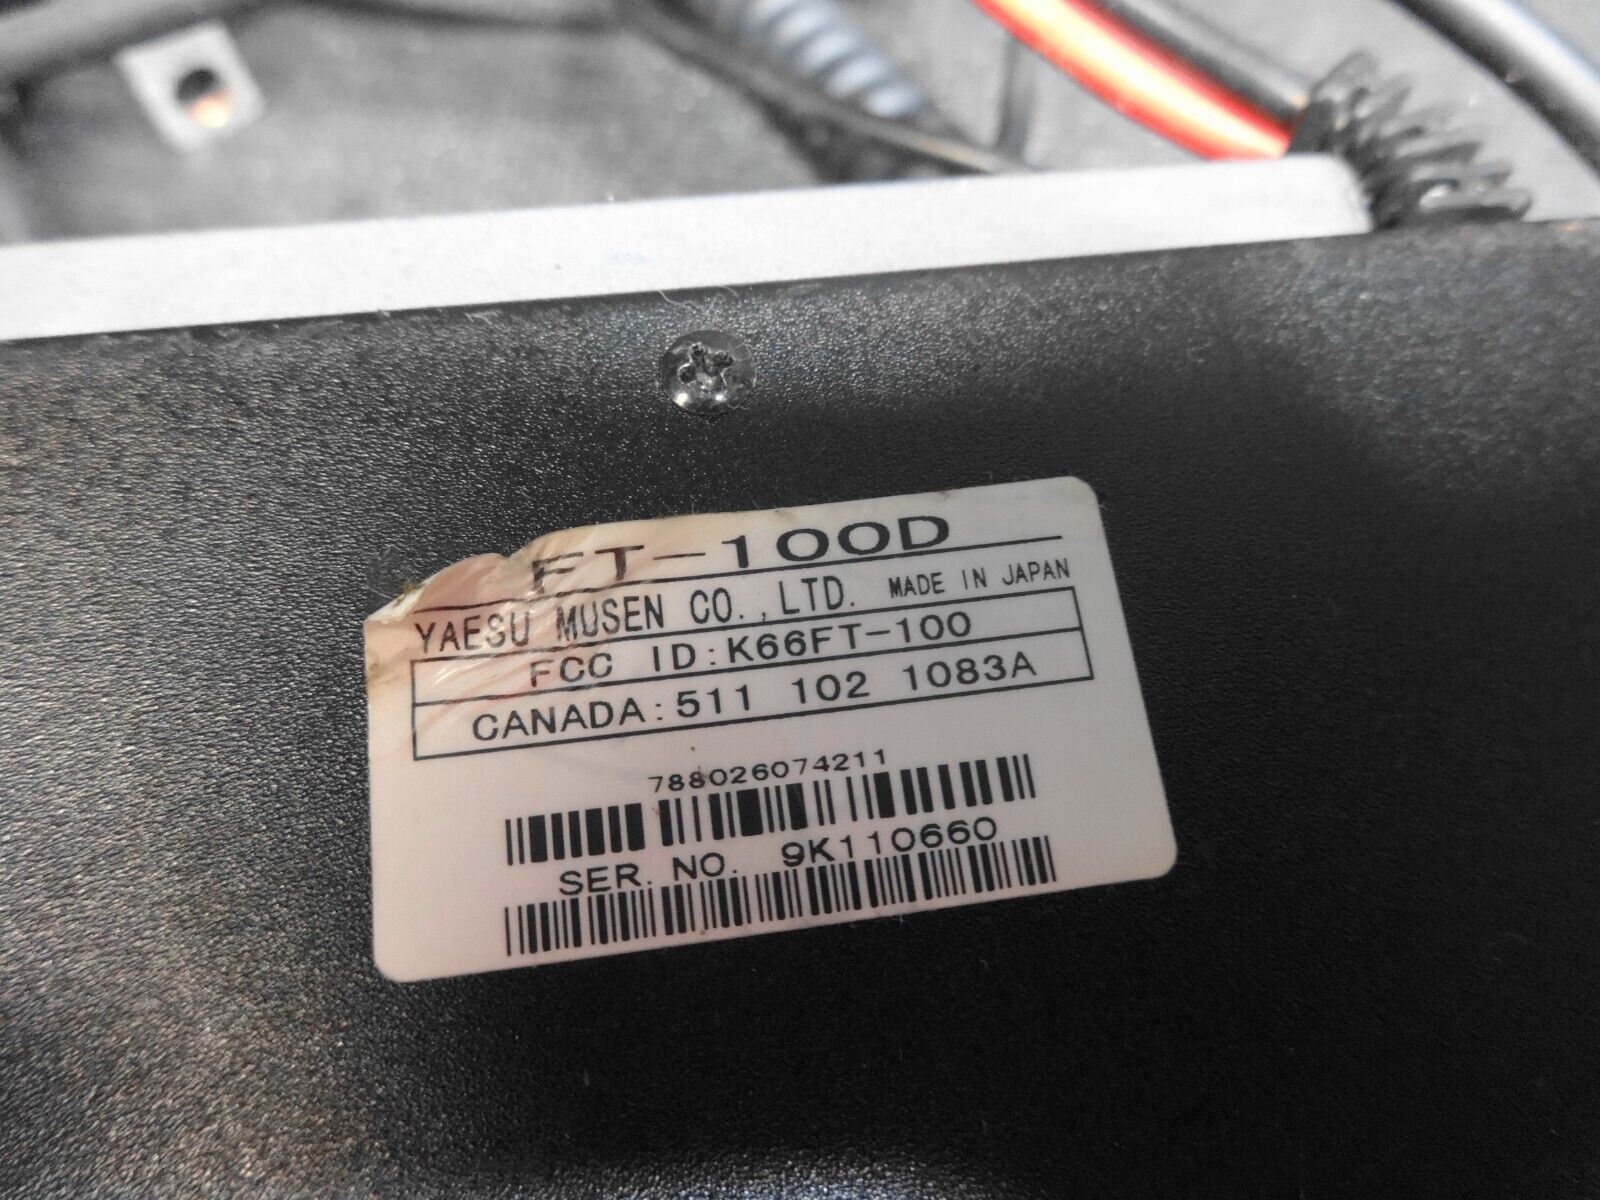 FT-100D
YAESU MUSEN CO.,LTD. MADE IN JAPAN
FCC ID:K66FT-100
CANADA:511 102 1083A
788026074211
SER. NO. 9K110660